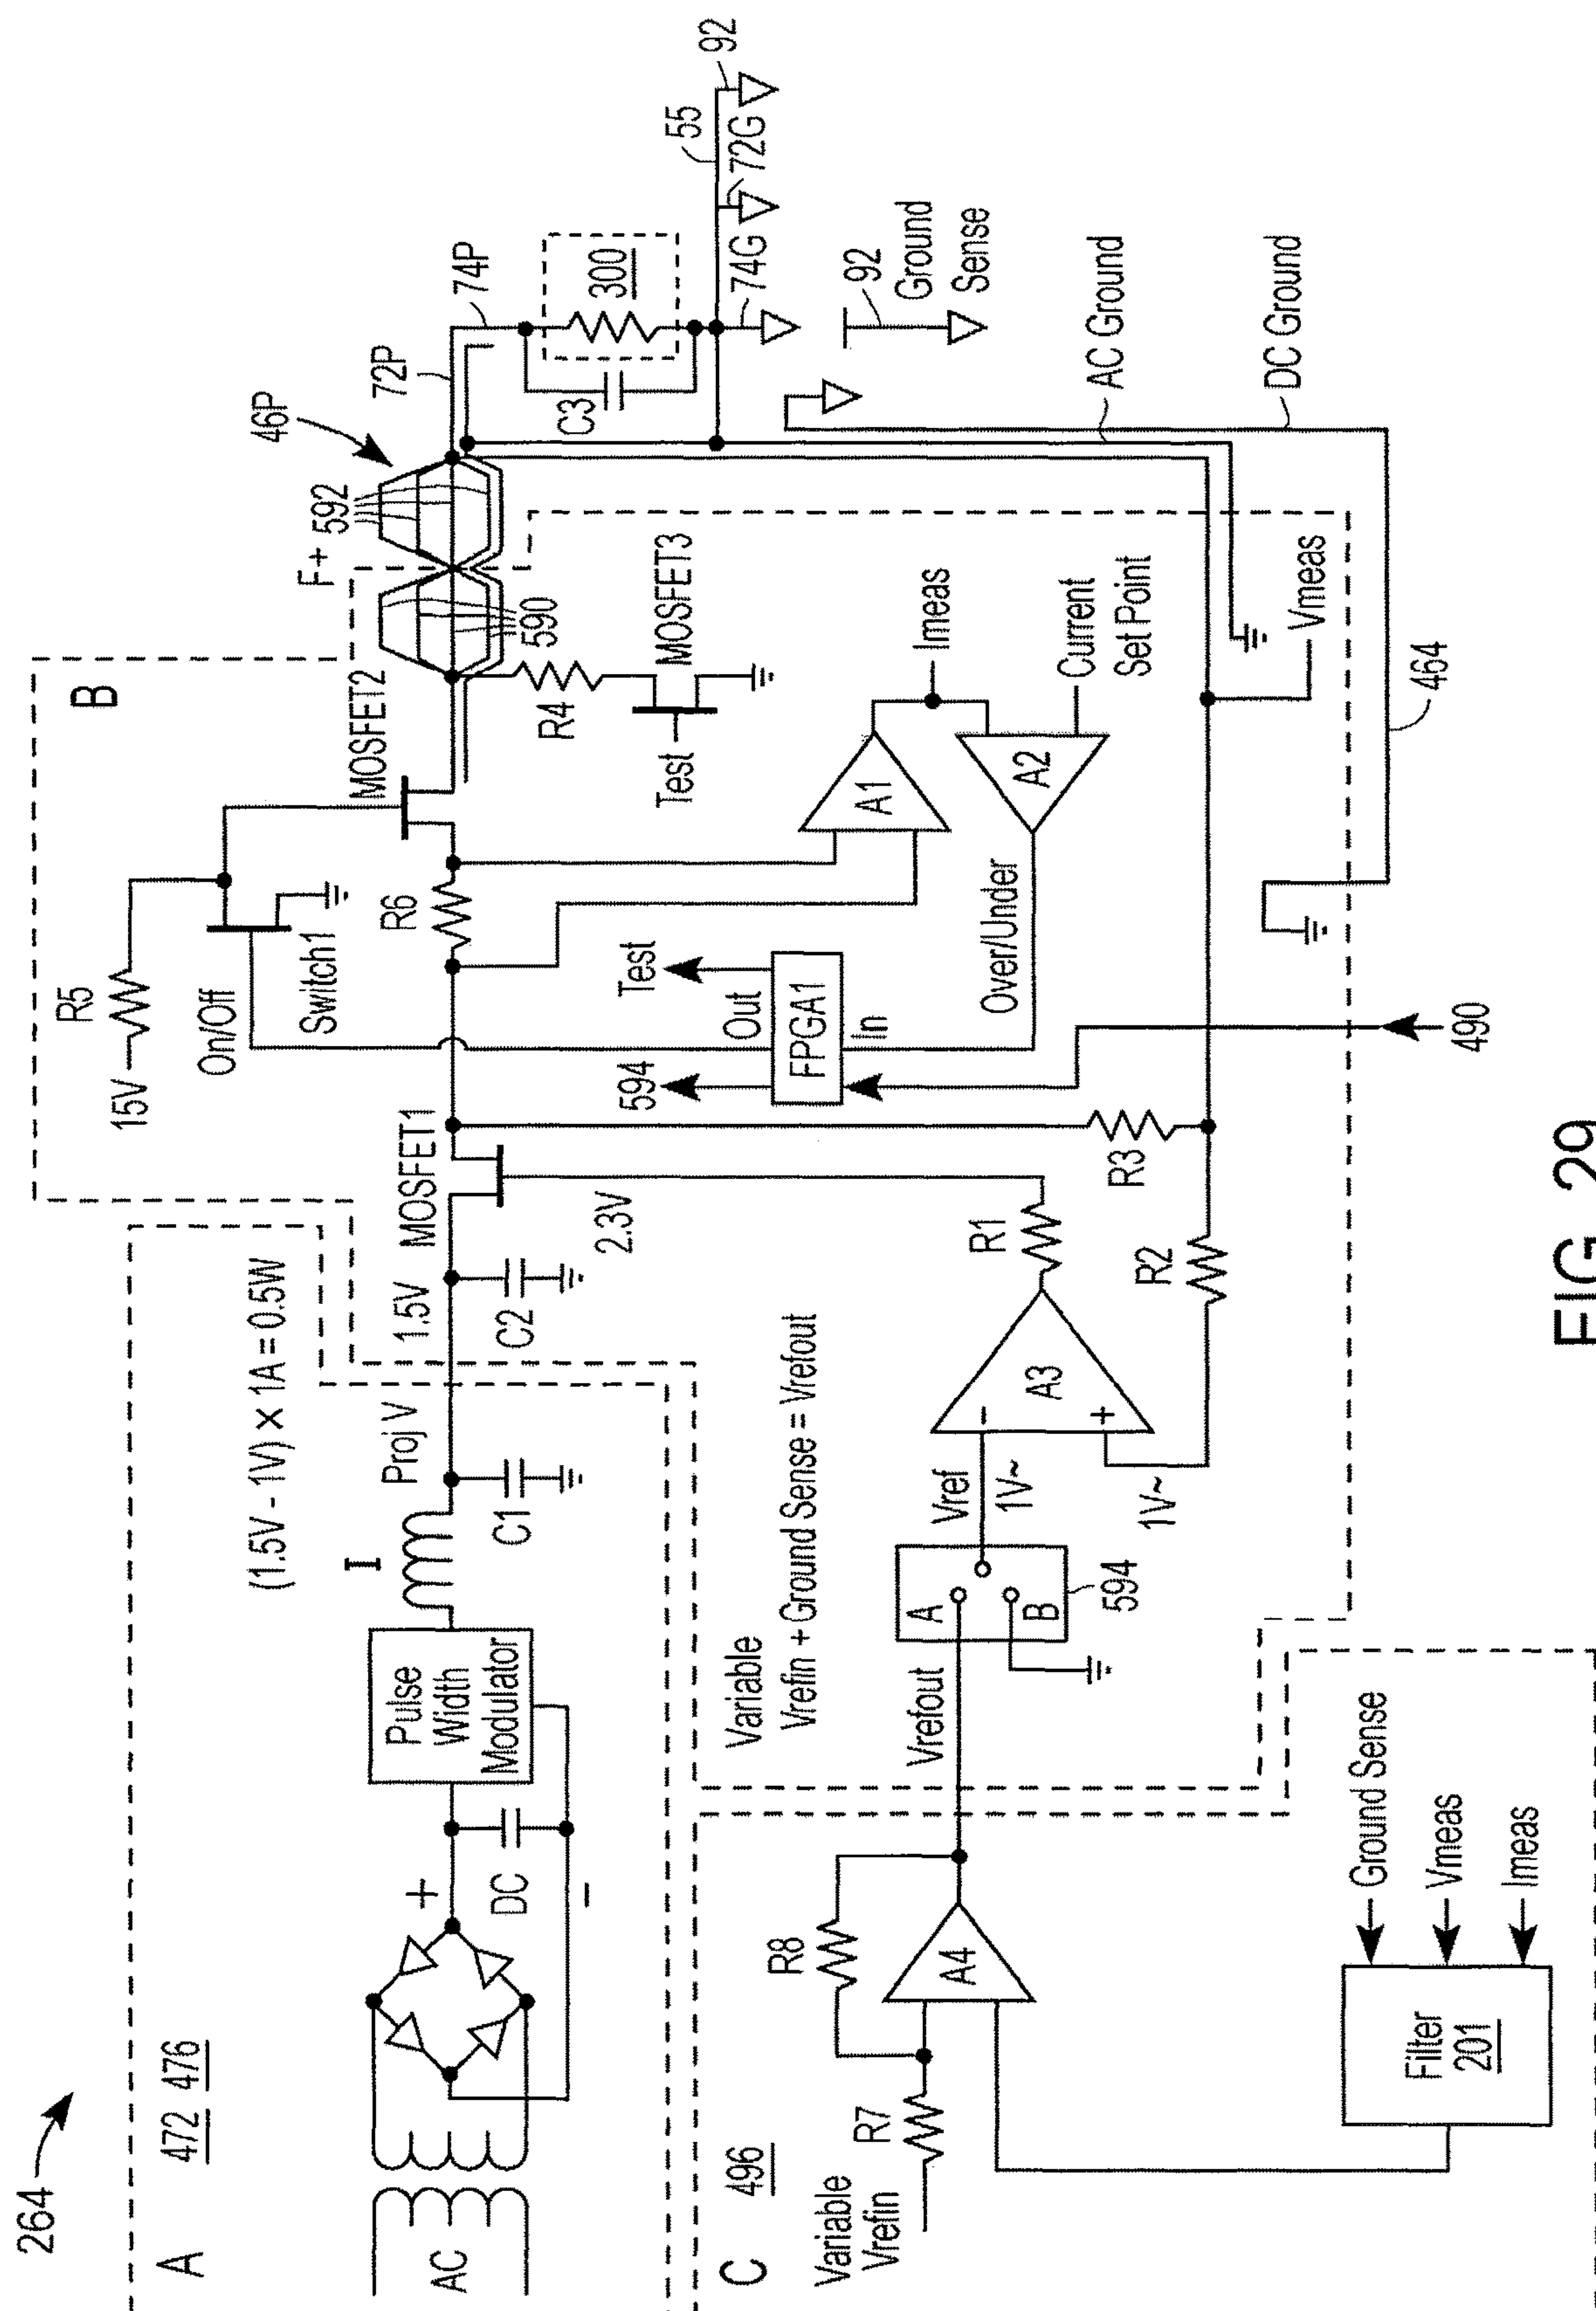 264
A
472 476
AC
+
DC
−
Pulse
Width
Modulator
I
(1.5V - 1V) × 1A = 0.5W
Proj V
C1
1.5V
C2
MOSFET1
2.3V
B
15V
R5
On/Off
Switch1
MOSFET2
R6
F+
592
590
46P
72P
74P
C3
300
55
92
72G
74G
92
Ground
Sense
AC Ground
DC Ground
R4
MOSFET3
Test
Imeas
A1
A2
Current
Set Point
Over/Under
594
Test
Out
FPGA1
In
R3
R1
R2
A3
-
+
Vref
1V~
1V~
Vmeas
464
490
Variable
Vrefin + Ground Sense = Vrefout
Vrefout
A
B
594
C
496
Variable
Vrefin
R7
R8
A4
Filter
201
Ground Sense
Vmeas
Imeas
FIG. 29